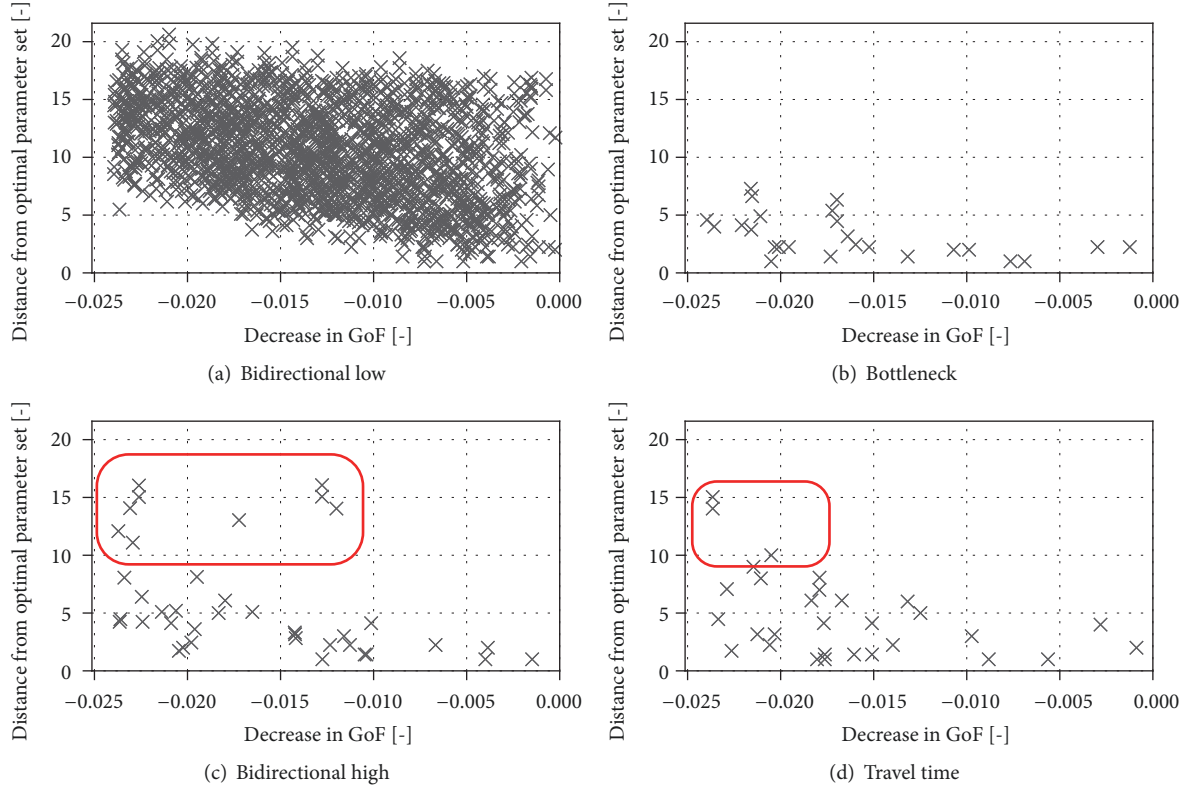 Distance from optimal parameter set [-]
20
15
10
5
0
−0.025 −0.020 −0.015 −0.010 −0.005 0.000
Decrease in GoF [-]
(a) Bidirectional low
Distance from optimal parameter set [-]
20
15
10
5
0
−0.025 −0.020 −0.015 −0.010 −0.005 0.000
Decrease in GoF [-]
(b) Bottleneck
Distance from optimal parameter set [-]
20
15
10
5
0
−0.025 −0.020 −0.015 −0.010 −0.005 0.000
Decrease in GoF [-]
(c) Bidirectional high
Distance from optimal parameter set [-]
20
15
10
5
0
−0.025 −0.020 −0.015 −0.010 −0.005 0.000
Decrease in GoF [-]
(d) Travel time